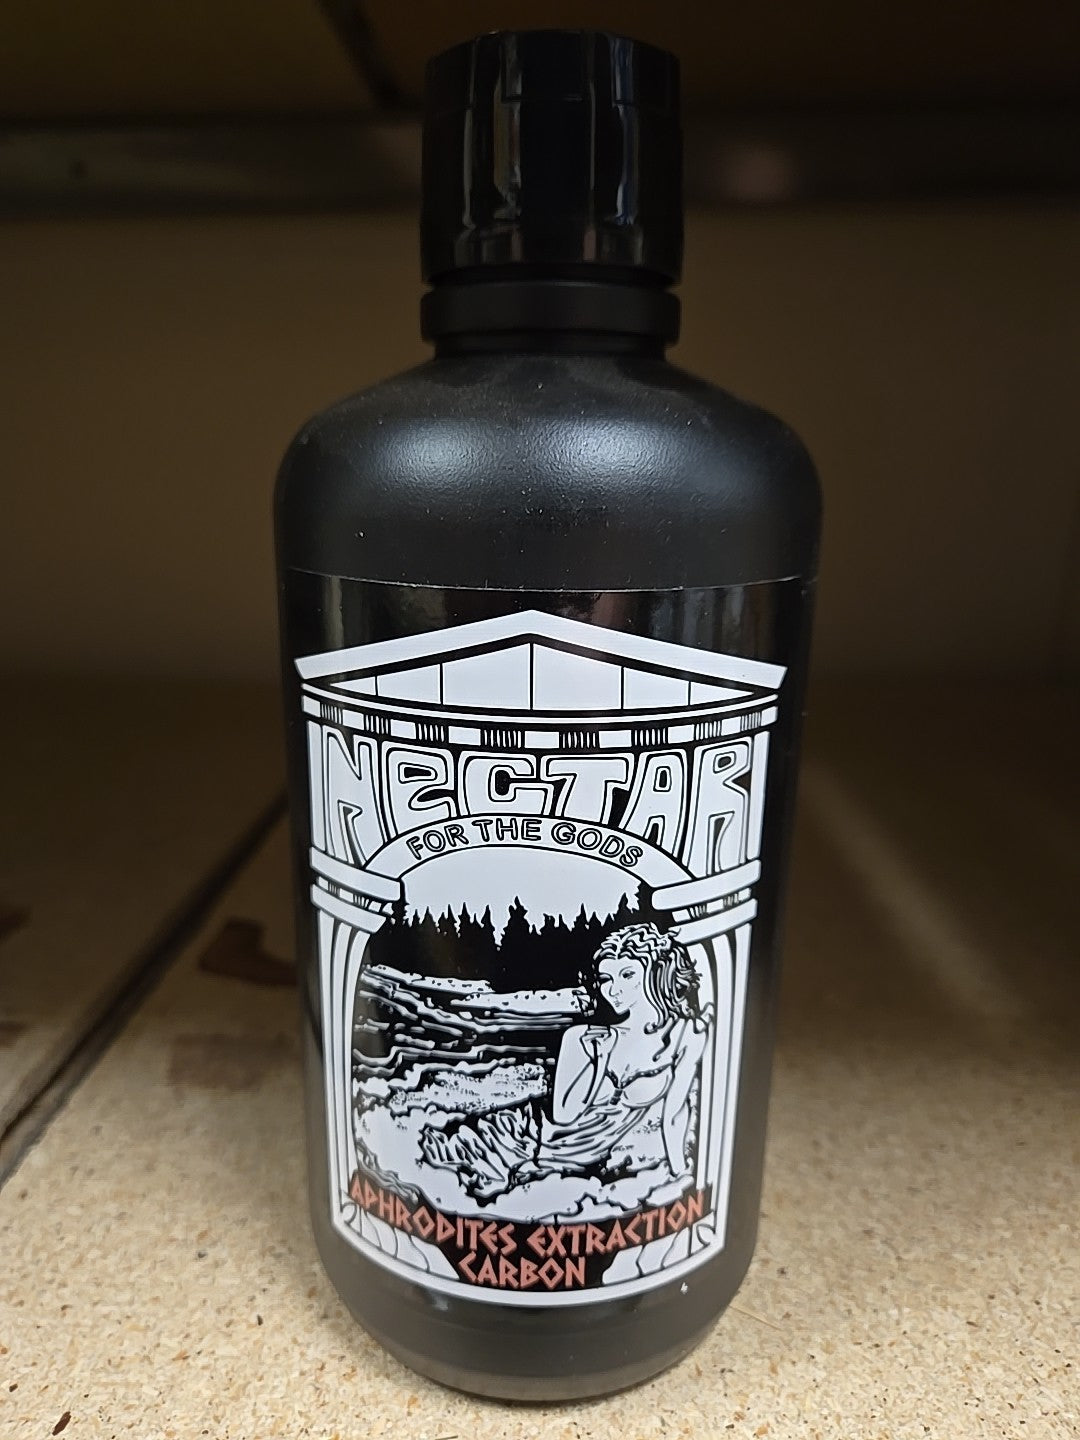 NECTAR
FOR THE GODS
APHRODITES EXTRACTION
CARBON